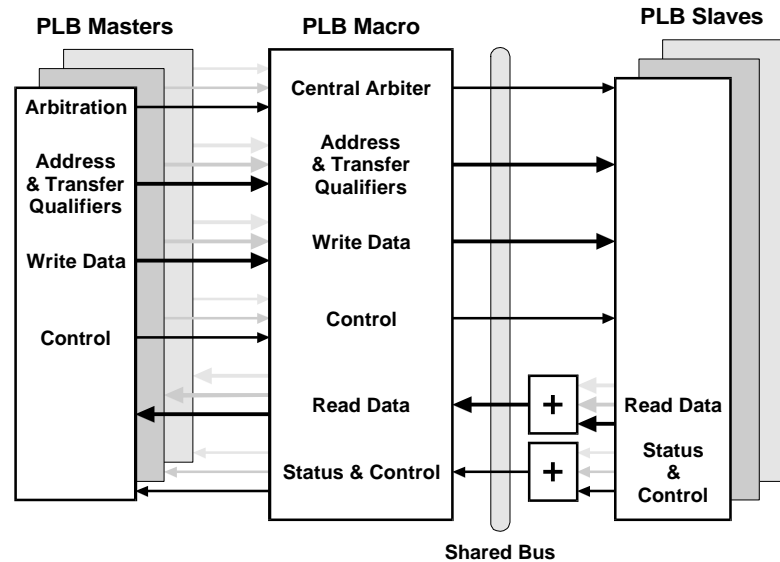 PLB Masters
PLB Macro
PLB Slaves
Arbitration
Address
& Transfer
Qualifiers
Write Data
Control
Central Arbiter
Address
& Transfer
Qualifiers
Write Data
Control
Read Data
Status & Control
+
+
Read Data
Status
&
Control
Shared Bus